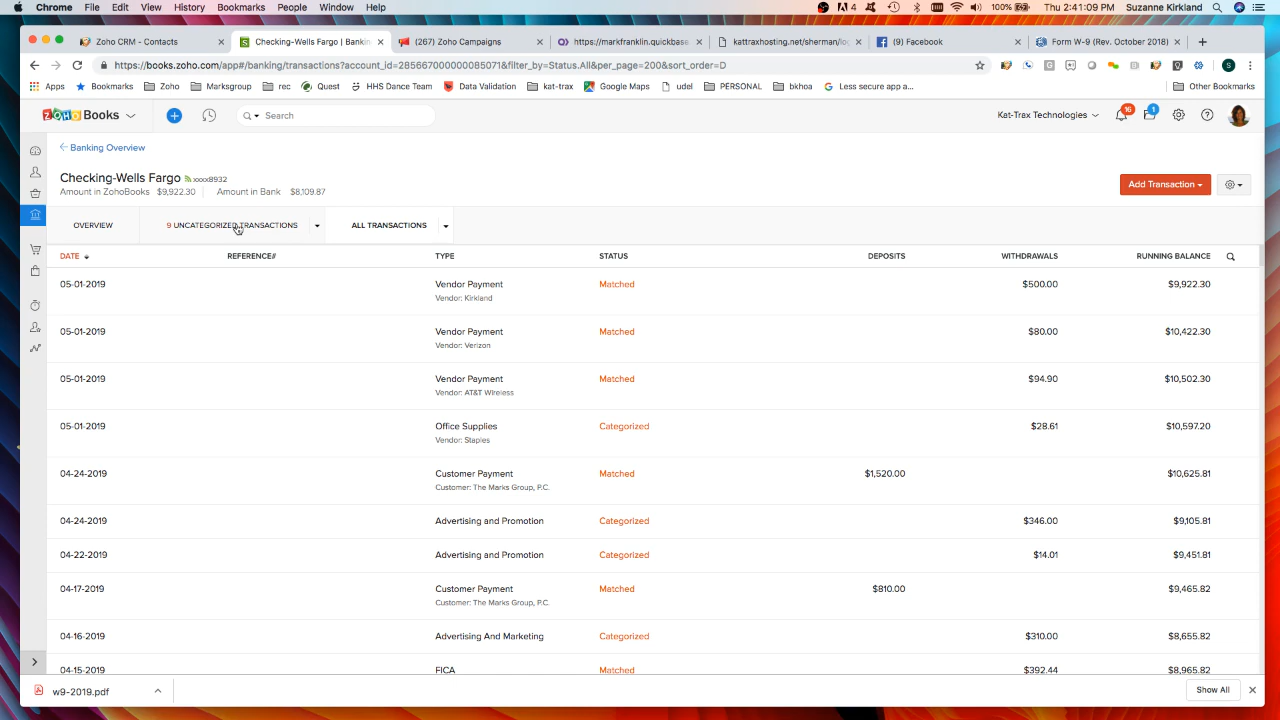 Chrome File Edit View History Bookmarks People Window Help 4 100% Thu 2:41:09 PM Suzanne Kirkland
Zoho CRM - Contacts × Checking-Wells Fargo | Bankin × (267) Zoho Campaigns × https://markfranklin.quickbase × kattraxhosting.net/sherman/log × (9) Facebook × Form W-9 (Rev. October 2018) × +
https://books.zoho.com/app#/banking/transactions?account_id=285667000000085071&filter_by=Status.All&per_page=200&sort_order=D
Apps Bookmarks Zoho Marksgroup rec Quest HHS Dance Team Data Validation kat-trax Google Maps udel PERSONAL bkhoa Less secure app a... Other Bookmarks
ZOHO Books Search Kat-Trax Technologies 16 1
Banking Overview
Checking-Wells Fargo xxxx8932
Amount in ZohoBooks $9,922.30 Amount in Bank $8,109.87
Add Transaction
OVERVIEW 9 UNCATEGORIZED TRANSACTIONS ALL TRANSACTIONS
DATE REFERENCE# TYPE STATUS DEPOSITS WITHDRAWALS RUNNING BALANCE
05-01-2019 Vendor Payment Matched $500.00 $9,922.30
Vendor: Kirkland
05-01-2019 Vendor Payment Matched $80.00 $10,422.30
Vendor: Verizon
05-01-2019 Vendor Payment Matched $94.90 $10,502.30
Vendor: AT&T Wireless
05-01-2019 Office Supplies Categorized $28.61 $10,597.20
Vendor: Staples
04-24-2019 Customer Payment Matched $1,520.00 $10,625.81
Customer: The Marks Group, P.C.
04-24-2019 Advertising and Promotion Categorized $346.00 $9,105.81
04-22-2019 Advertising and Promotion Categorized $14.01 $9,451.81
04-17-2019 Customer Payment Matched $810.00 $9,465.82
Customer: The Marks Group, P.C.
04-16-2019 Advertising And Marketing Categorized $310.00 $8,655.82
04-15-2019 FICA Matched $392.44 $8,965.82
w9-2019.pdf Show All